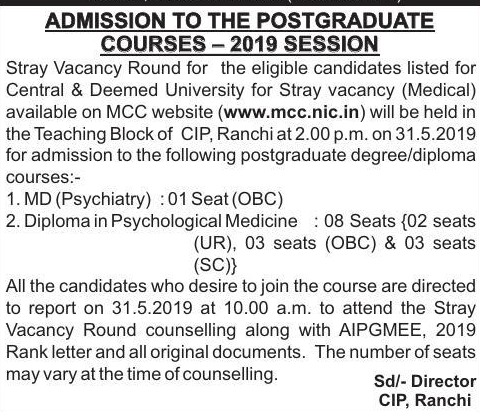 ADMISSION TO THE POSTGRADUATE
COURSES – 2019 SESSION
Stray Vacancy Round for the eligible candidates listed for
Central & Deemed University for Stray vacancy (Medical)
available on MCC website (www.mcc.nic.in) will be held in
the Teaching Block of CIP, Ranchi at 2.00 p.m. on 31.5.2019
for admission to the following postgraduate degree/diploma
courses:-
1. MD (Psychiatry) : 01 Seat (OBC)
2. Diploma in Psychological Medicine : 08 Seats {02 seats
(UR), 03 seats (OBC) & 03 seats
(SC)}
All the candidates who desire to join the course are directed
to report on 31.5.2019 at 10.00 a.m. to attend the Stray
Vacancy Round counselling along with AIPGMEE, 2019
Rank letter and all original documents. The number of seats
may vary at the time of counselling.
Sd/- Director
CIP, Ranchi